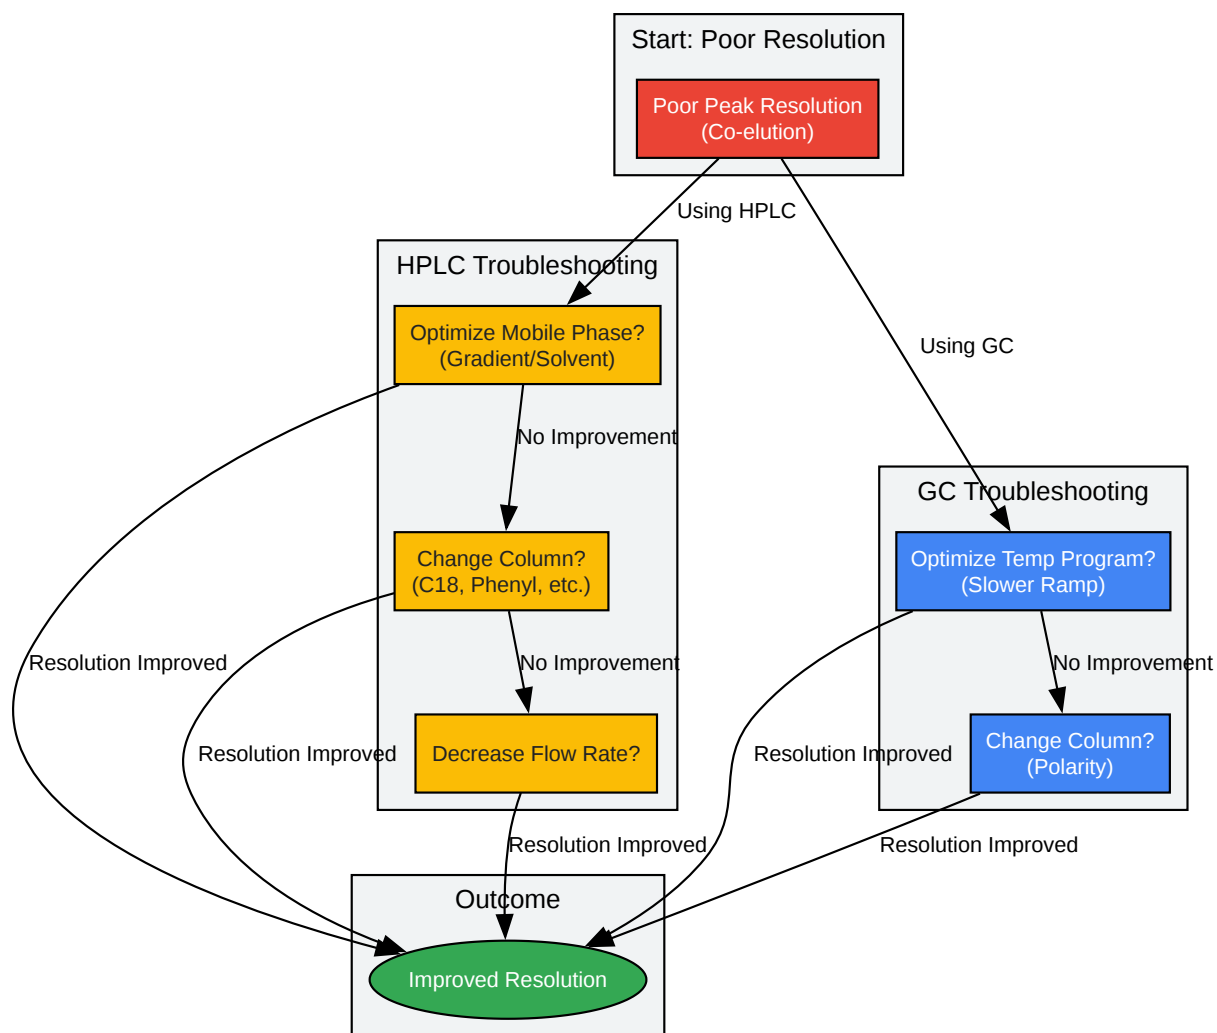 Start: Poor Resolution
Poor Peak Resolution
(Co-elution)
Using HPLC
HPLC Troubleshooting
Optimize Mobile Phase?
(Gradient/Solvent)
Using GC
No Improvement
GC Troubleshooting
Change Column?
(C18, Phenyl, etc.)
Optimize Temp Program?
(Slower Ramp)
Resolution Improved
No Improvement
No Improvement
Resolution Improved
Decrease Flow Rate?
Resolution Improved
Change Column?
(Polarity)
Resolution Improved
Resolution Improved
Outcome
Improved Resolution